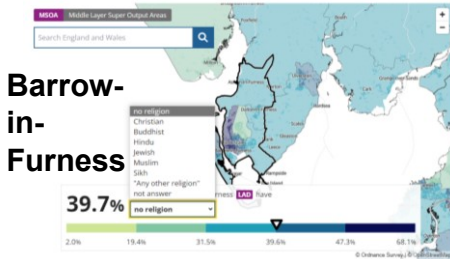 MSOA Middle Layer Super Output Areas
Search England and Wales
+
−
Barrow-
in-
Furness
no religion
Christian
Buddhist
Hindu
Jewish
Muslim
Sikh
"Any other religion"
not answer
39.7% no religion
LAD have
2.0% 19.4% 31.5% 39.6% 47.3% 68.1%
© Ordnance Survey | © OpenStreetMap